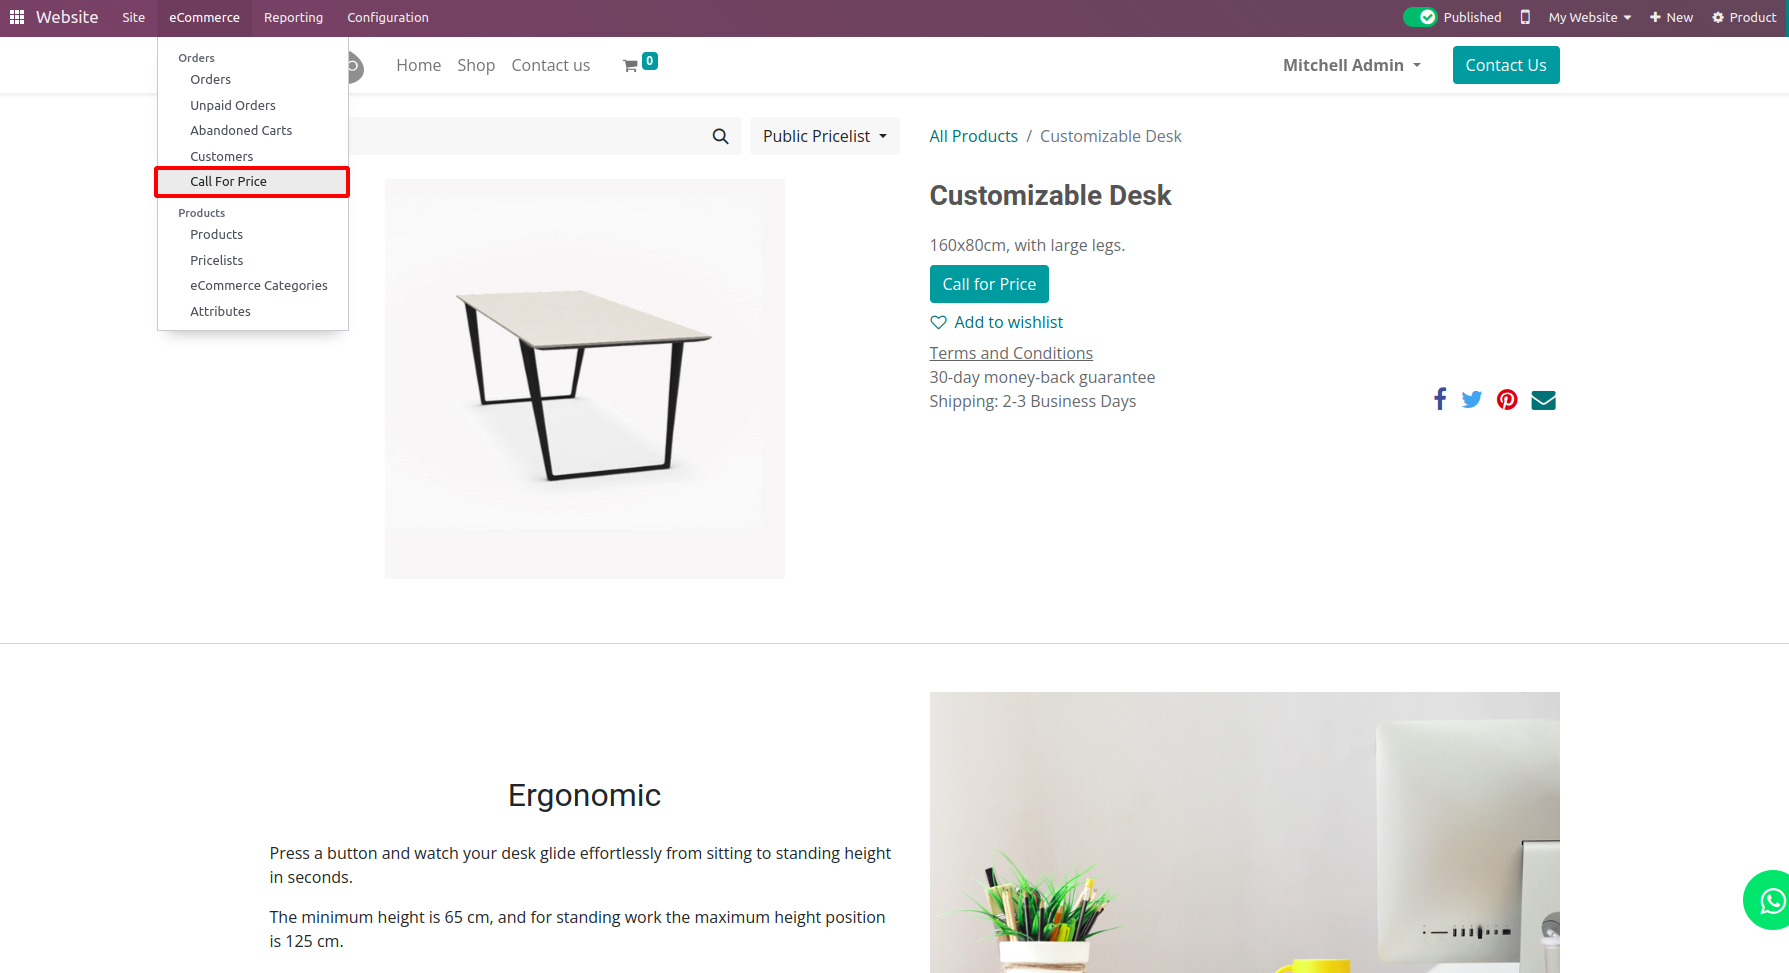 Website Site eCommerce Reporting Configuration Published My Website New Product
Home Shop Contact us 0 Mitchell Admin Contact Us
Orders
Orders
Unpaid Orders
Abandoned Carts
Customers
Call For Price
Products
Products
Pricelists
eCommerce Categories
Attributes
Public Pricelist
All Products / Customizable Desk
Customizable Desk
160x80cm, with large legs.
Call for Price
Add to wishlist
Terms and Conditions
30-day money-back guarantee
Shipping: 2-3 Business Days
Ergonomic
Press a button and watch your desk glide effortlessly from sitting to standing height
in seconds.
The minimum height is 65 cm, and for standing work the maximum height position
is 125 cm.